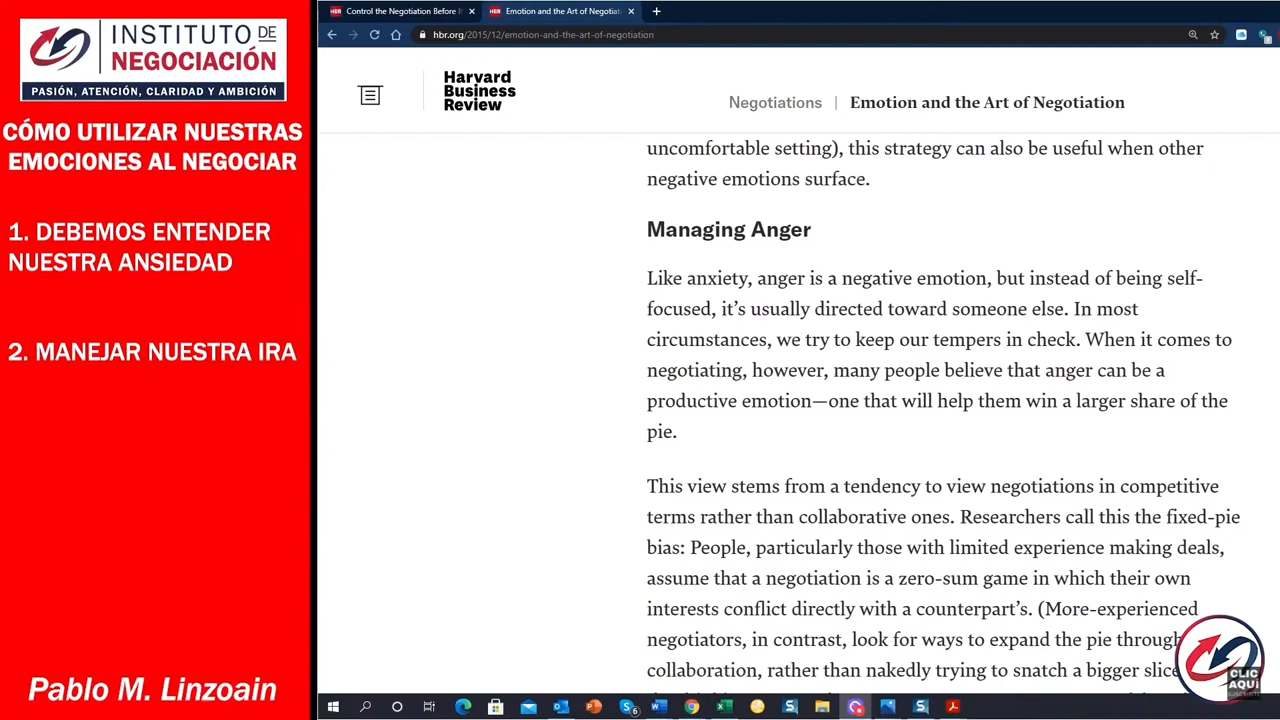 INSTITUTO DE
NEGOCIACIÓN
PASIÓN, ATENCIÓN, CLARIDAD Y AMBICIÓN
CÓMO UTILIZAR NUESTRAS
EMOCIONES AL NEGOCIAR
1. DEBEMOS ENTENDER
NUESTRA ANSIEDAD
2. MANEJAR NUESTRA IRA
Pablo M. Linzoain
HBR Control the Negotiation Before I
HBR Emotion and the Art of Negotiati
hbr.org/2015/12/emotion-and-the-art-of-negotiation
Harvard
Business
Review
Negotiations | Emotion and the Art of Negotiation
uncomfortable setting), this strategy can also be useful when other
negative emotions surface.
Managing Anger
Like anxiety, anger is a negative emotion, but instead of being self-
focused, it’s usually directed toward someone else. In most
circumstances, we try to keep our tempers in check. When it comes to
negotiating, however, many people believe that anger can be a
productive emotion—one that will help them win a larger share of the
pie.
This view stems from a tendency to view negotiations in competitive
terms rather than collaborative ones. Researchers call this the fixed-pie
bias: People, particularly those with limited experience making deals,
assume that a negotiation is a zero-sum game in which their own
interests conflict directly with a counterpart’s. (More-experienced
negotiators, in contrast, look for ways to expand the pie through
collaboration, rather than nakedly trying to snatch a bigger slice
CLIC
AQUÍ